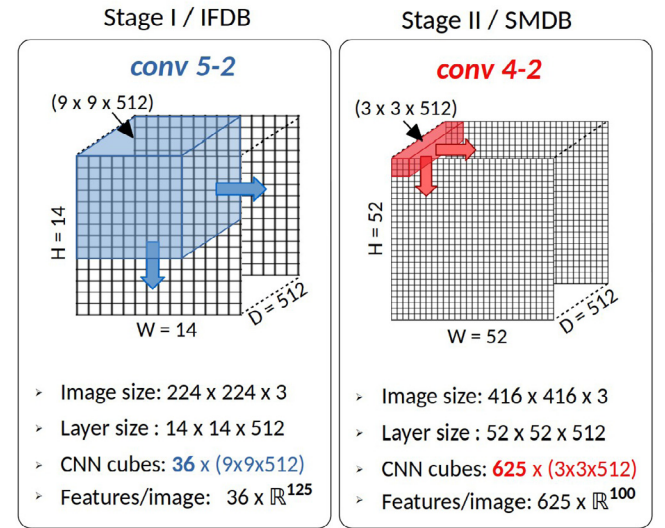 Stage I / IFDB
conv 5-2
(9 x 9 x 512)
H = 14
W = 14
D = 512
➢ Image size: 224 x 224 x 3
➢ Layer size : 14 x 14 x 512
➢ CNN cubes: 36 x (9x9x512)
➢ Features/image: 36 x ℝ¹²⁵
Stage II / SMDB
conv 4-2
(3 x 3 x 512)
H = 52
W = 52
D = 512
➢ Image size: 416 x 416 x 3
➢ Layer size : 52 x 52 x 512
➢ CNN cubes: 625 x (3x3x512)
➢ Features/image: 625 x ℝ¹⁰⁰